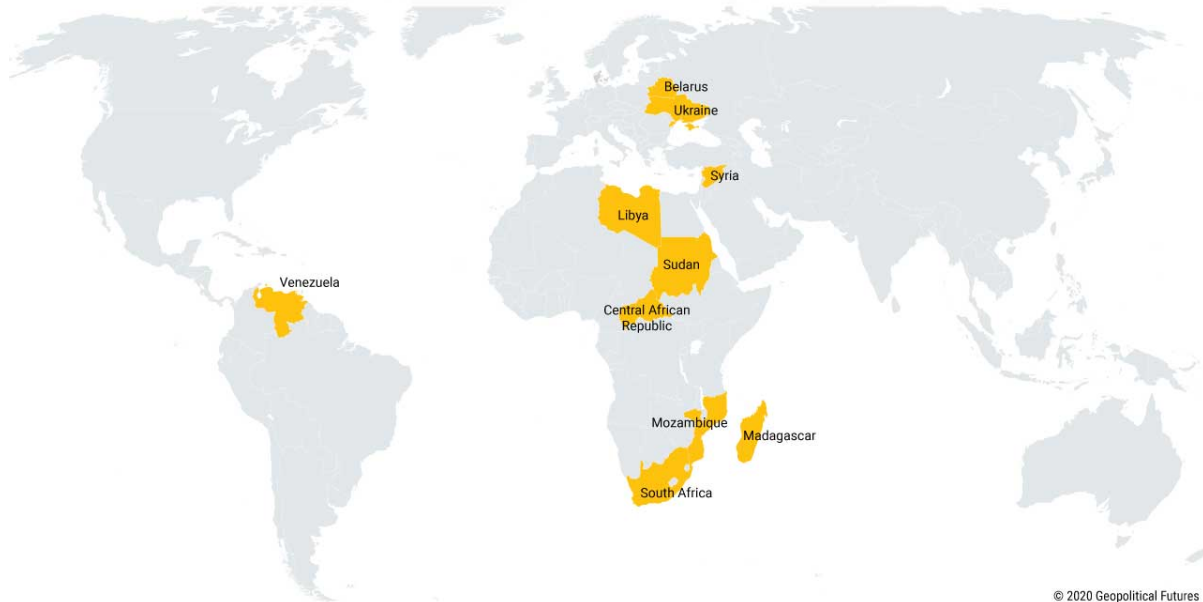 Belarus
Ukraine
Syria
Libya
Sudan
Venezuela
Central African
Republic
Mozambique
Madagascar
South Africa
© 2020 Geopolitical Futures